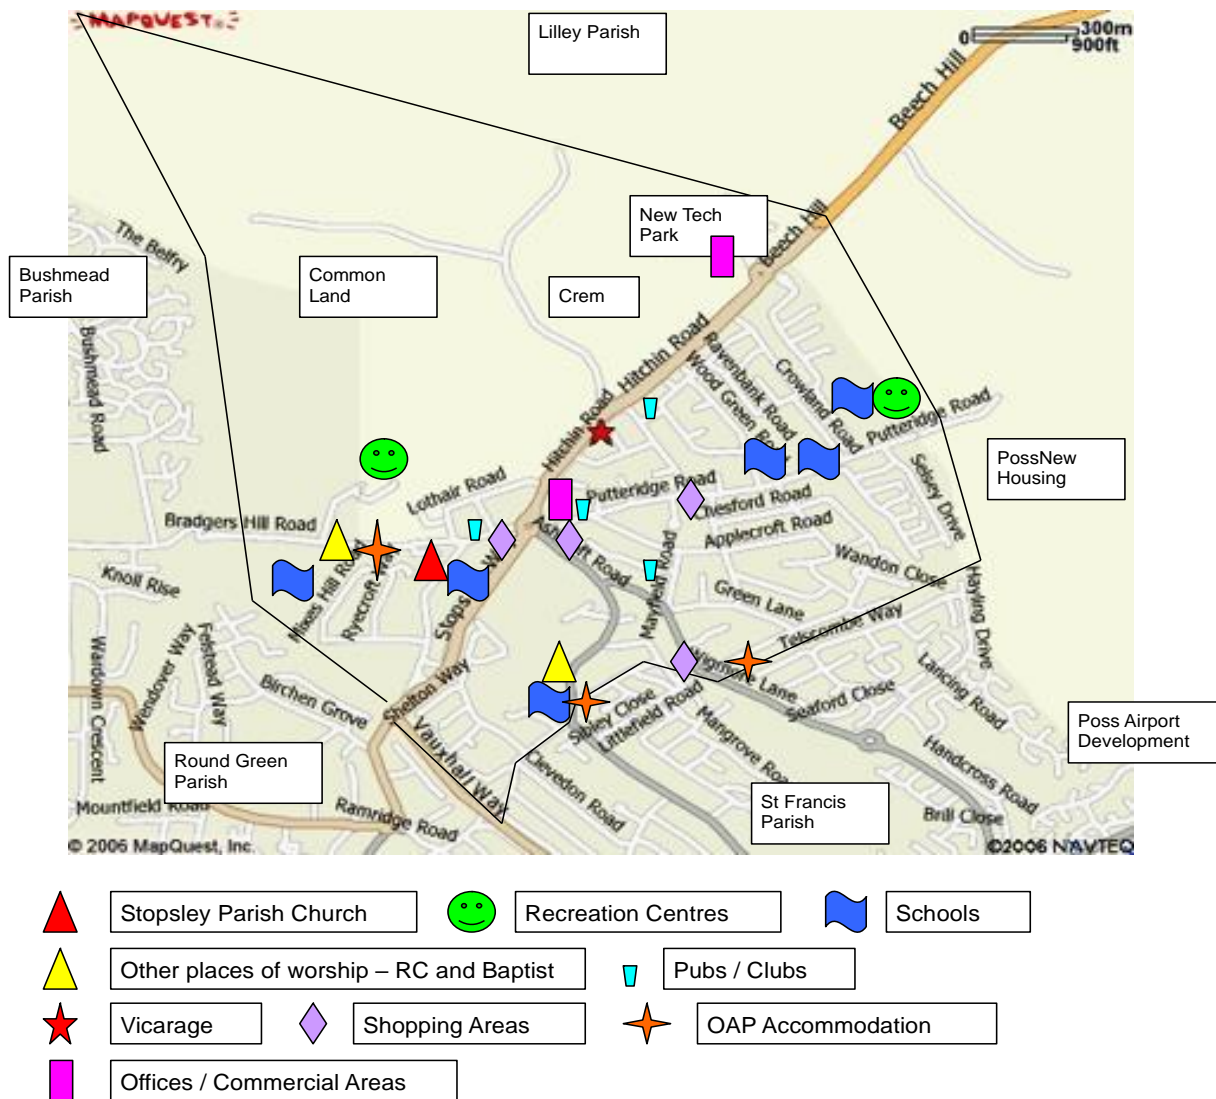 MAPQUEST
Lilley Parish
0
300m
900ft
Beech Hill
New Tech
Park
Beech Hill
The Belfry
Bushmead
Parish
Common
Land
Crem
Bushmead Road
Hitchin Road
Hitchin Road
Ravenbank Road
Wood Green Road
Crowland Road
Putteridge Road
PossNew
Housing
Selsey Drive
Lothair Road
Putteridge Road
Chesford Road
Bradgers Hill Road
Applecroft Road
Ashcroft Road
Wandon Close
Knoll Rise
Mixes Hill Road
Ryecroft Way
Stops Way
Mayfield Road
Green Lane
Hayling Drive
Telscombe Way
Wendover Way
Felstead Way
Wigmore Lane
Lancing Road
Wardown Crescent
Birchen Grove
Shelton Way
Sibley Close
Littlefield Road
Seaford Close
Mangrove Road
Poss Airport
Development
Vauxhall Way
Round Green
Parish
Clevedon Road
Handcross Road
Mountfield Road
Ramridge Road
St Francis
Parish
Brill Close
© 2006 MapQuest, Inc.
©2006 NAVTEQ
Stopsley Parish Church
Recreation Centres
Schools
Other places of worship – RC and Baptist
Pubs / Clubs
Vicarage
Shopping Areas
OAP Accommodation
Offices / Commercial Areas